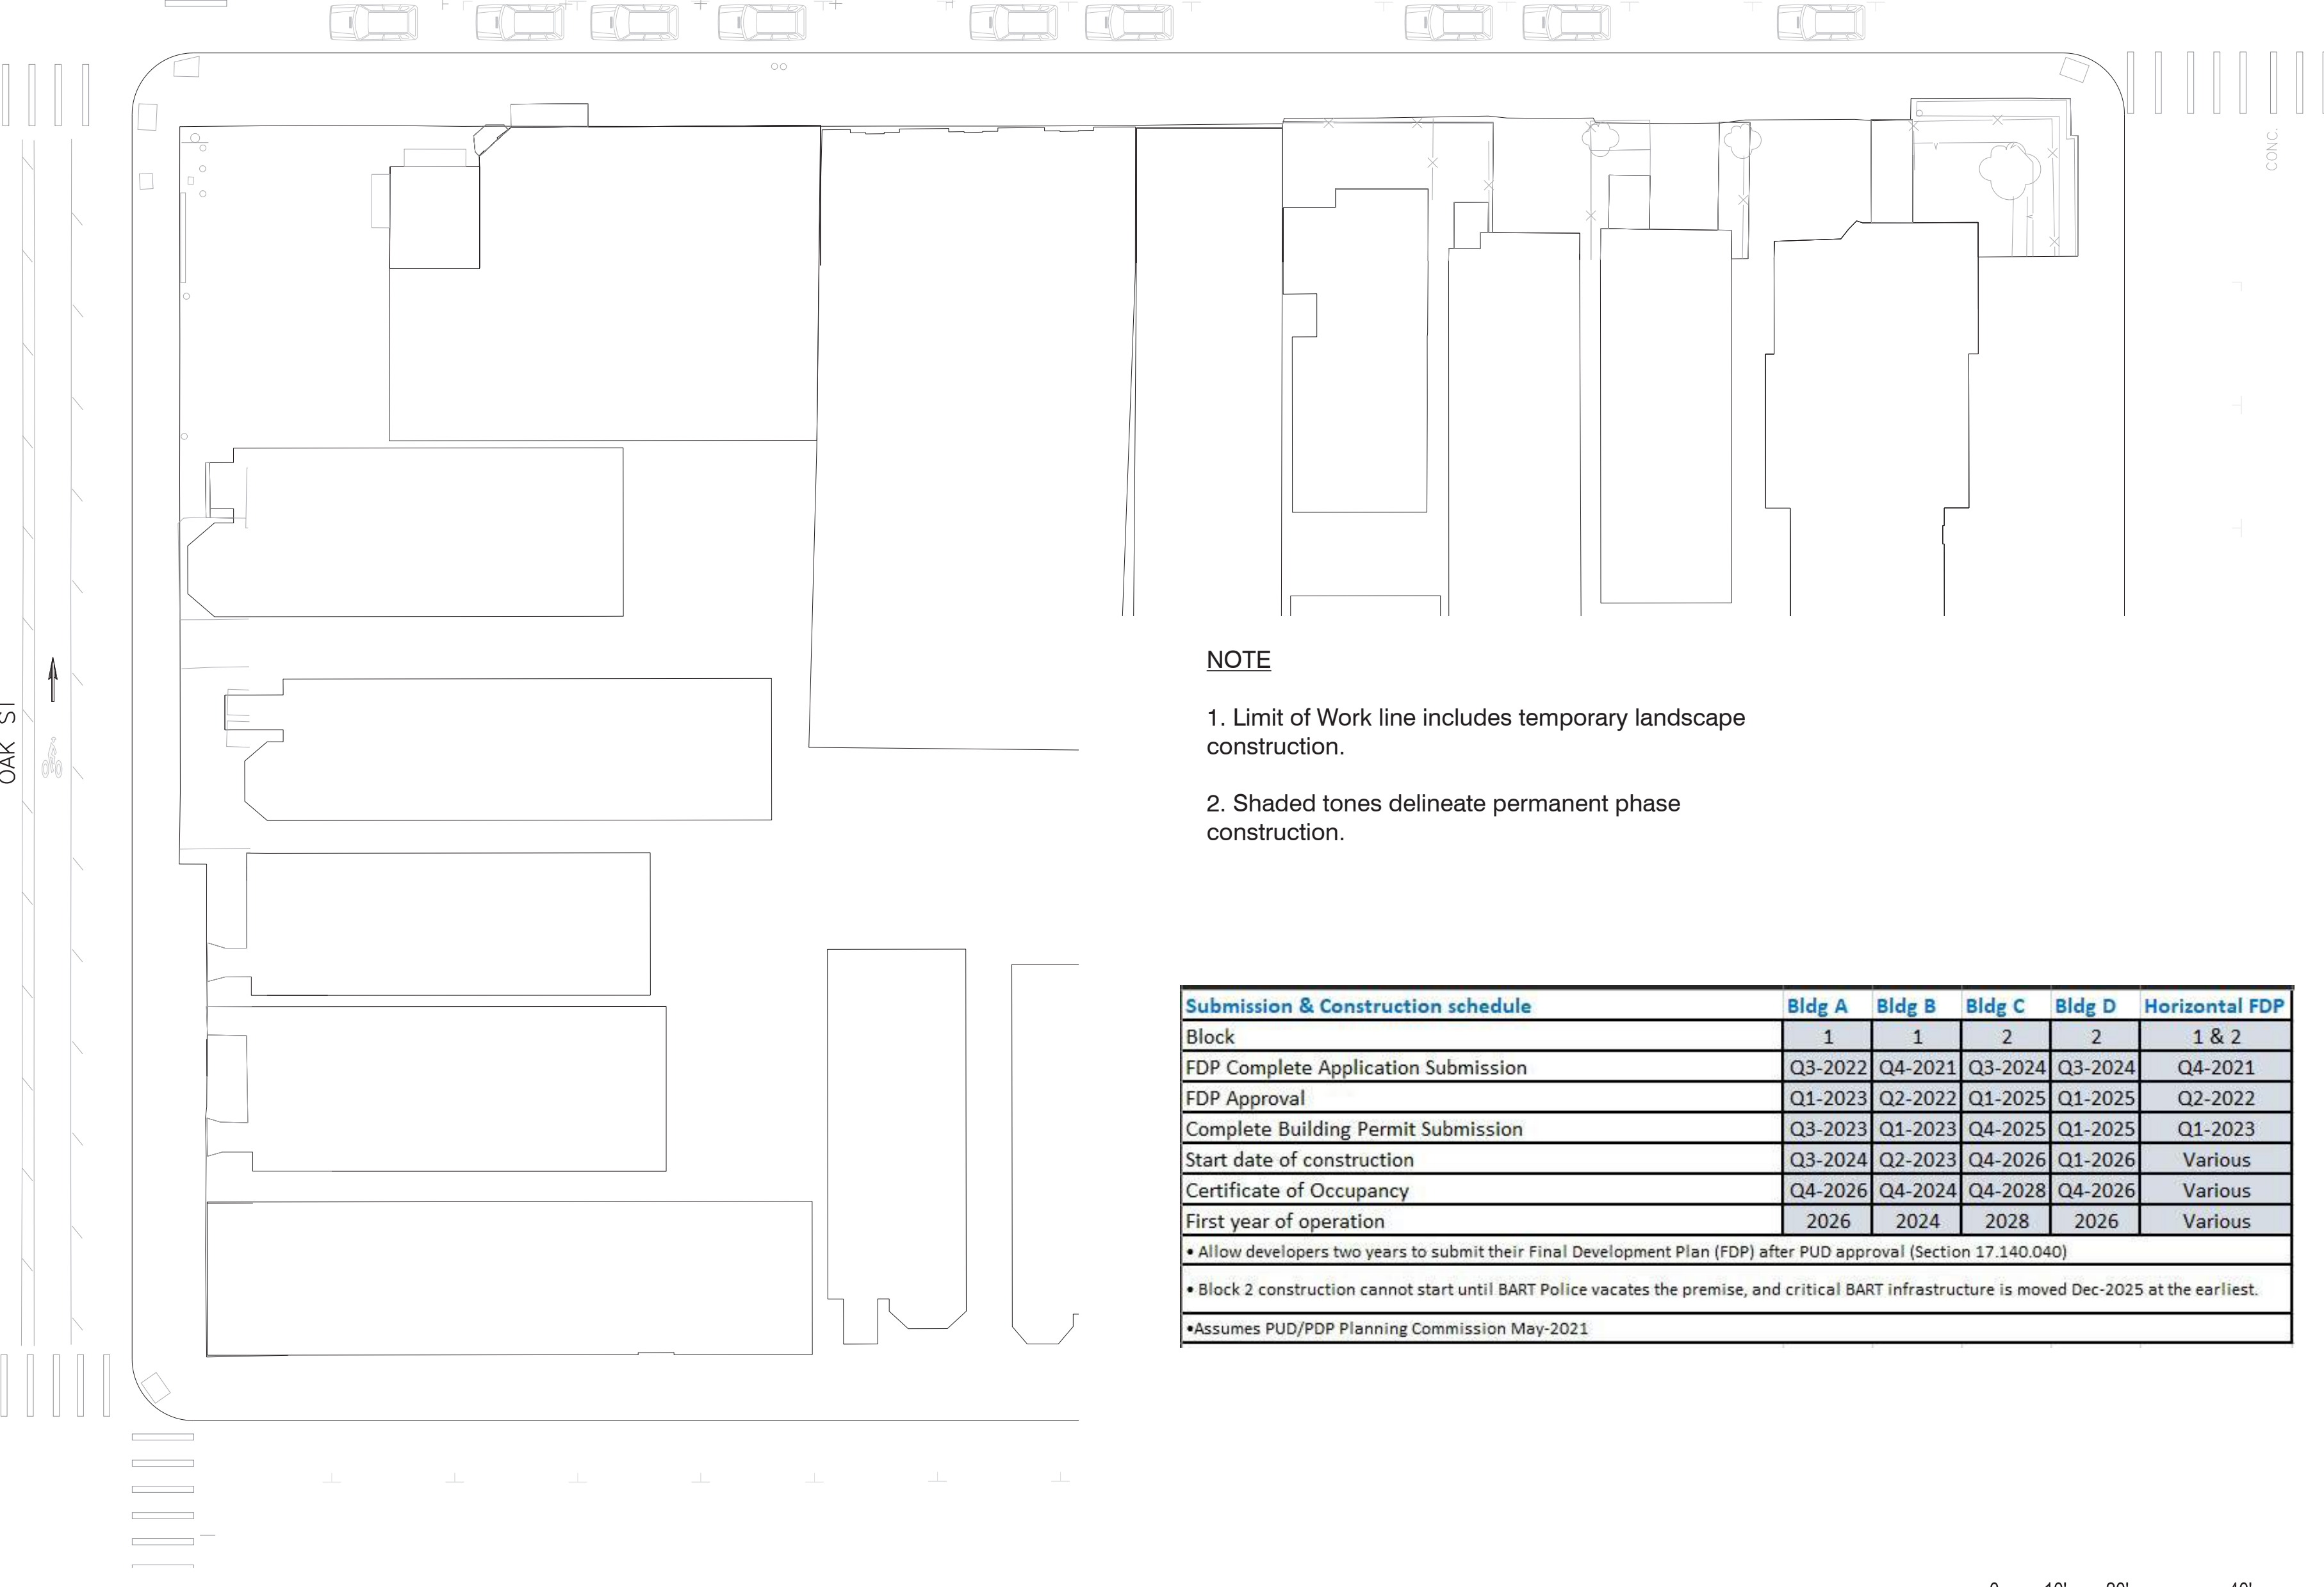 CONC.
OAK ST
NOTE
1. Limit of Work line includes temporary landscape
construction.
2. Shaded tones delineate permanent phase
construction.
Submission & Construction schedule Bldg A Bldg B Bldg C Bldg D Horizontal FDP
Block 1 1 2 2 1 & 2
FDP Complete Application Submission Q3-2022 Q4-2021 Q3-2024 Q3-2024 Q4-2021
FDP Approval Q1-2023 Q2-2022 Q1-2025 Q1-2025 Q2-2022
Complete Building Permit Submission Q3-2023 Q1-2023 Q4-2025 Q1-2025 Q1-2023
Start date of construction Q3-2024 Q2-2023 Q4-2026 Q1-2026 Various
Certificate of Occupancy Q4-2026 Q4-2024 Q4-2028 Q4-2026 Various
First year of operation 2026 2024 2028 2026 Various
• Allow developers two years to submit their Final Development Plan (FDP) after PUD approval (Section 17.140.040)
• Block 2 construction cannot start until BART Police vacates the premise, and critical BART infrastructure is moved Dec-2025 at the earliest.
•Assumes PUD/PDP Planning Commission May-2021